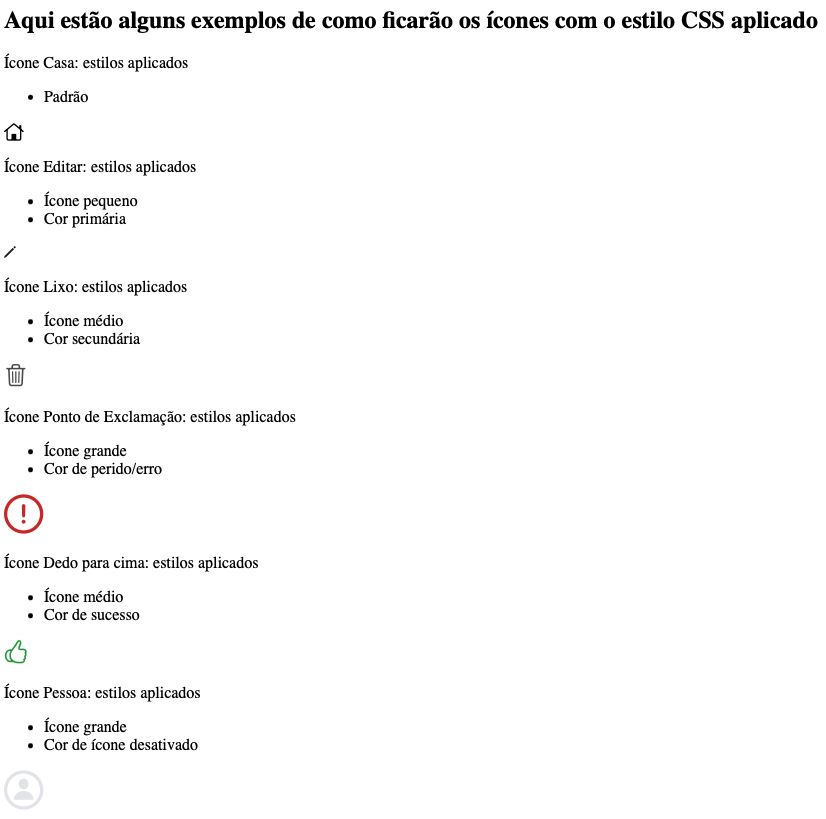 Aqui estão alguns exemplos de como ficarão os ícones com o estilo CSS aplicado
Ícone Casa: estilos aplicados
Padrão
Ícone Editar: estilos aplicados
Ícone pequeno
Cor primária
Ícone Lixo: estilos aplicados
Ícone médio
Cor secundária
Ícone Ponto de Exclamação: estilos aplicados
Ícone grande
Cor de perido/erro
Ícone Dedo para cima: estilos aplicados
Ícone médio
Cor de sucesso
Ícone Pessoa: estilos aplicados
Ícone grande
Cor de ícone desativado